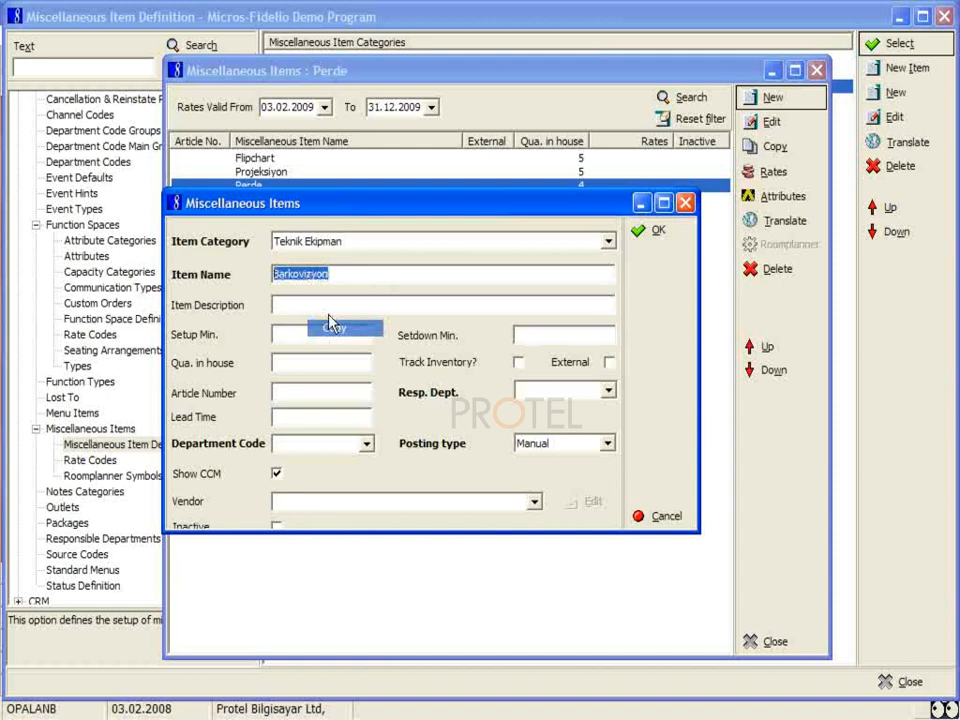 Miscellaneous Item Definition - Micros-Fidelio Demo Program
Text
Search
Miscellaneous Item Categories
Select
New Item
New
Edit
Translate
Delete
Up
Down
Cancellation & Reinstate
Channel Codes
Department Code Groups
Department Code Main Gr
Department Codes
Event Defaults
Event Hints
Event Types
Function Spaces
Attribute Categories
Attributes
Capacity Categories
Communication Types
Custom Orders
Function Space Defini
Rate Codes
Seating Arrangements
Types
Function Types
Lost To
Menu Items
Miscellaneous Items
Miscellaneous Item De
Rate Codes
Roomplanner Symbols
Notes Categories
Outlets
Packages
Responsible Departments
Source Codes
Standard Menus
Status Definition
CRM
This option defines the setup of mi
Miscellaneous Items : Perde
Rates Valid From 03.02.2009 To 31.12.2009
Search
Reset filter
Article No. Miscellaneous Item Name External Qua. in house Rates Inactive
Flipchart 5
Projeksiyon 5
Perde 4
New
Edit
Copy
Rates
Attributes
Translate
Roomplanner
Delete
Up
Down
Close
Miscellaneous Items
Item Category Teknik Ekipman
Item Name Barkovizyon
Item Description
Copy
Setup Min. Setdown Min.
Qua. in house Track Inventory? External
Article Number Resp. Dept.
Lead Time
Department Code Posting type Manual
Show CCM
Vendor Edit
Inactive
OK
Cancel
PROTEL
Close
OPALANB 03.02.2008 Protel Bilgisayar Ltd,